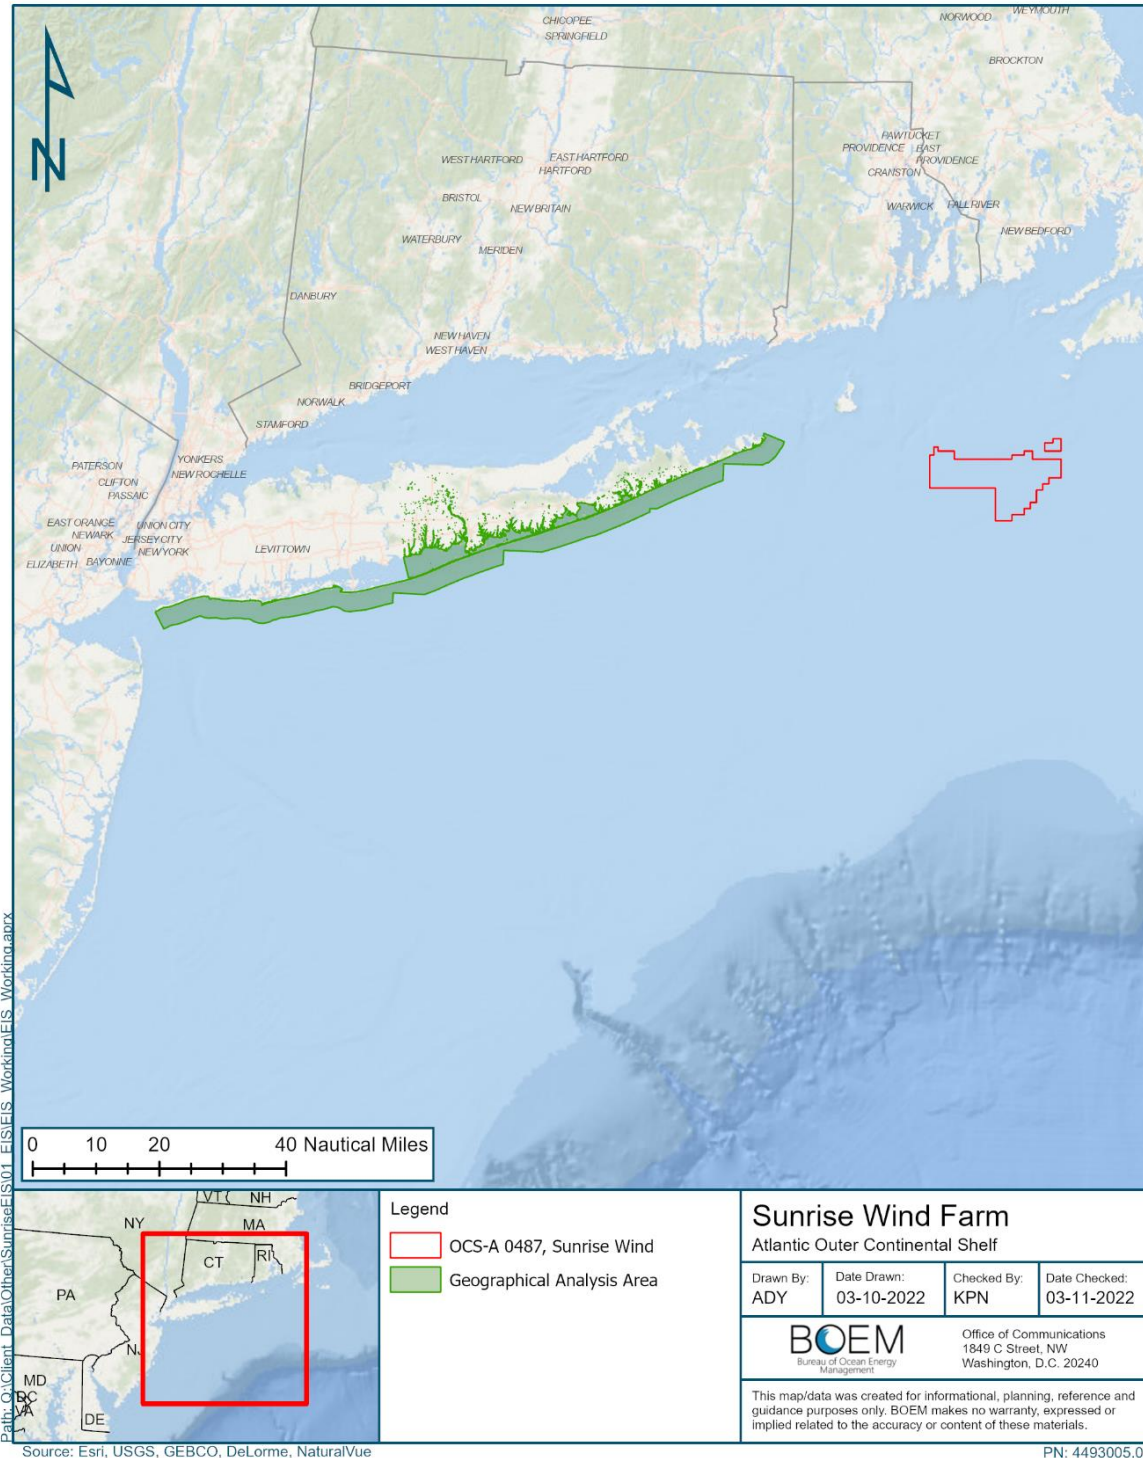 WEYMOUTH
NORWOOD
CHICOPEE
SPRINGFIELD
BROCKTON
N
PAWTUCKET
PROVIDENCE
EAST
PROVIDENCE
CRANSTON
WEST HARTFORD
EAST HARTFORD
HARTFORD
BRISTOL
NEW BRITAIN
WARWICK
FALL RIVER
NEW BEDFORD
WATERBURY
MERIDEN
DANBURY
NEW HAVEN
WEST HAVEN
BRIDGEPORT
NORWALK
STAMFORD
YONKERS
NEW ROCHELLE
PATERSON
CLIFTON
PASSAIC
EAST ORANGE
NEWARK
UNION
ELIZABETH
BAYONNE
UNION CITY
JERSEY CITY
NEW YORK
LEVITTOWN
0 10 20 40 Nautical Miles
VT NH
NY
MA
CT
RI
PA
NJ
MD
DC
VA
DE
Legend
OCS-A 0487, Sunrise Wind
Geographical Analysis Area
Sunrise Wind Farm
Atlantic Outer Continental Shelf
Drawn By:
ADY
Date Drawn:
03-10-2022
Checked By:
KPN
Date Checked:
03-11-2022
BOEM
Bureau of Ocean Energy
Management
Office of Communications
1849 C Street, NW
Washington, D.C. 20240
This map/data was created for informational, planning, reference and
guidance purposes only. BOEM makes no warranty, expressed or
implied related to the accuracy or content of these materials.
Path: Q:\Client_Data\Other\SunriseEIS\01_EIS\EIS_Working\EIS_Working.aprx
Source: Esri, USGS, GEBCO, DeLorme, NaturalVue
PN: 4493005.0